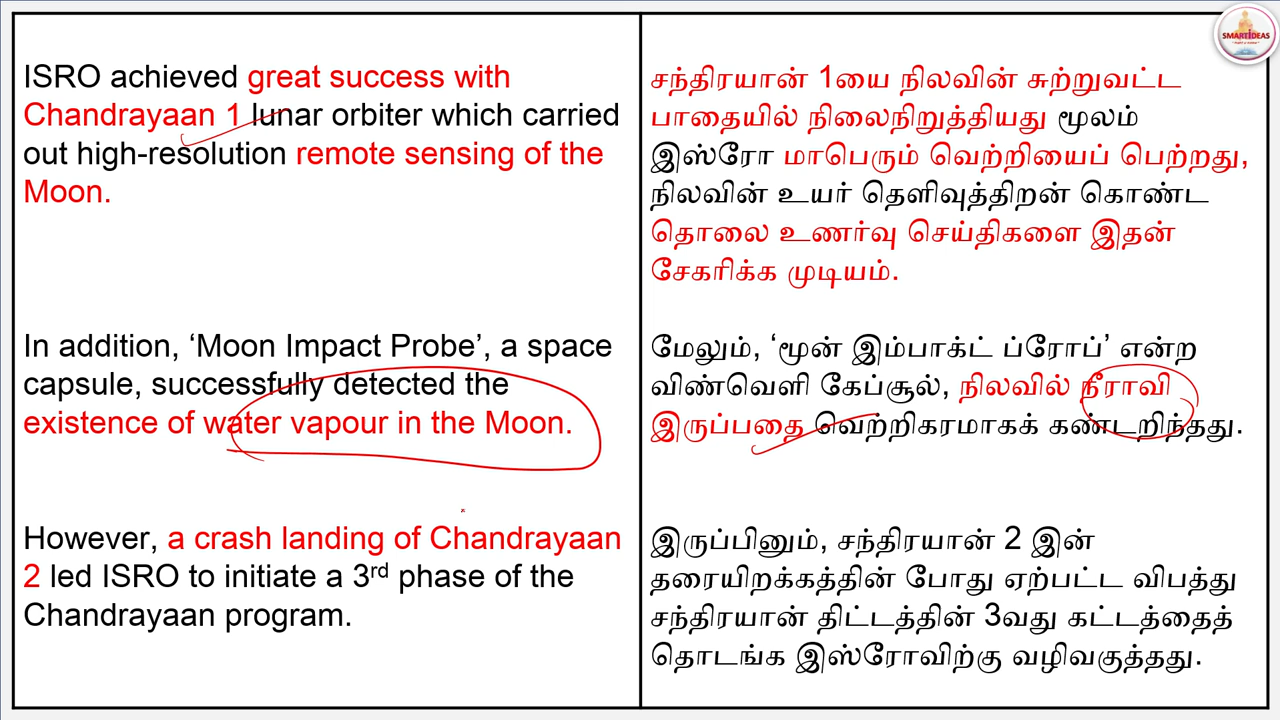 ISRO achieved great success with
Chandrayaan 1 lunar orbiter which carried
out high-resolution remote sensing of the
Moon.
In addition, ‘Moon Impact Probe’, a space
capsule, successfully detected the
existence of water vapour in the Moon.
However, a crash landing of Chandrayaan
2 led ISRO to initiate a 3rd phase of the
Chandrayaan program.
சந்திரயான் 1யை நிலவின் சுற்றுவட்ட
பாதையில் நிலைநிறுத்தியது மூலம்
இஸ்ரோ மாபெரும் வெற்றியைப் பெற்றது,
நிலவின் உயர் தெளிவுத்திறன் கொண்ட
தொலை உணர்வு செய்திகளை இதன்
சேகரிக்க முடியம்.
மேலும், ‘மூன் இம்பாக்ட் ப்ரோப்’ என்ற
விண்வெளி கேப்சூல், நிலவில் நீராவி
இருப்பதை வெற்றிகரமாகக் கண்டறிந்தது.
இருப்பினும், சந்திரயான் 2 இன்
தரையிறக்கத்தின் போது ஏற்பட்ட விபத்து
சந்திரயான் திட்டத்தின் 3வது கட்டத்தைத்
தொடங்க இஸ்ரோவிற்கு வழிவகுத்தது.
SMARTIDEAS